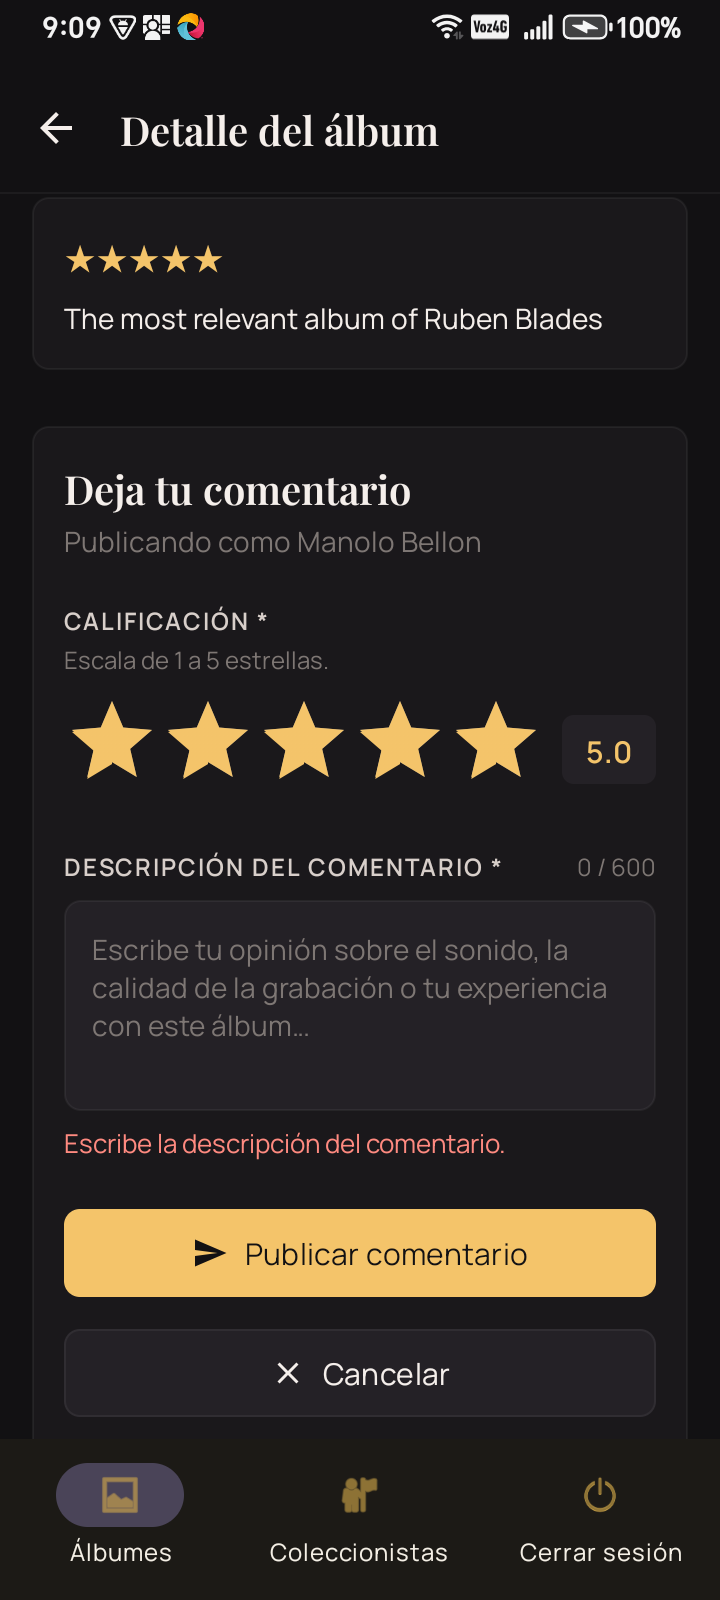 9:09
Voz4G
100%
Detalle del álbum
★★★★★
The most relevant album of Ruben Blades
Deja tu comentario
Publicando como Manolo Bellon
CALIFICACIÓN *
Escala de 1 a 5 estrellas.
5.0
DESCRIPCIÓN DEL COMENTARIO *
0 / 600
Escribe tu opinión sobre el sonido, la
calidad de la grabación o tu experiencia
con este álbum...
Escribe la descripción del comentario.
Publicar comentario
Cancelar
Álbumes
Coleccionistas
Cerrar sesión